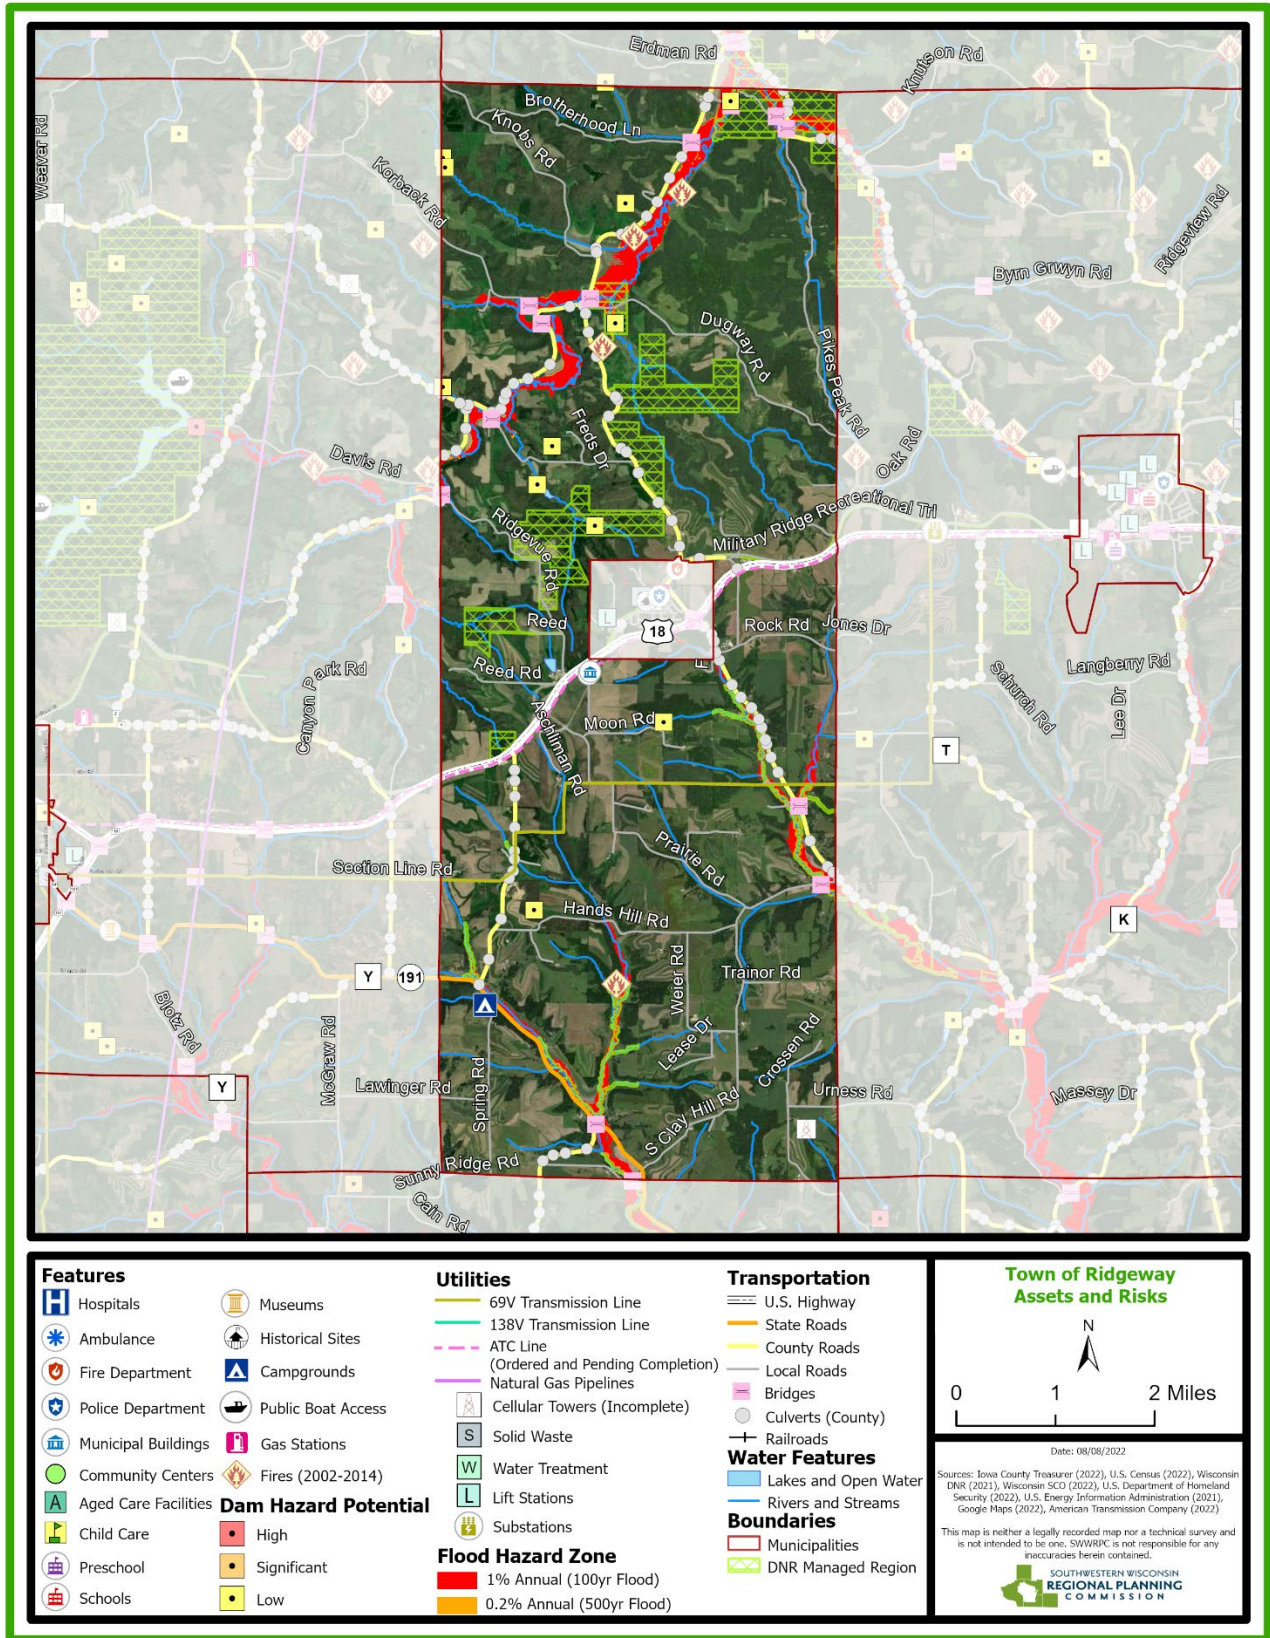 Erdman Rd
Knutson Rd
Brotherhood Ln
Knobs Rd
Weaver Rd
Korback Rd
Ridgeview Rd
Byrn Grwyn Rd
Dugway Rd
Pikes Peak Rd
Freds Dr
Oak Rd
Davis Rd
L
L
L
L
L
Military Ridge Recreational Trl
Ridgevue Rd
L
Reed
18
Rock Rd
Jones Dr
Reed Rd
F
Langberry Rd
Canyon Park Rd
Schurch Rd
Lee Dr
Aschliman Rd
Moon Rd
T
L
Prairie Rd
Section Line Rd
Hands Hill Rd
K
Y
191
Weier Rd
Trainor Rd
Blotz Rd
McGraw Rd
Lease Dr
Crossen Rd
Y
Lawinger Rd
Spring Rd
Urness Rd
Massey Dr
S Clay Hill Rd
Sunny Ridge Rd
Cain Rd
Features
H Hospitals
Ambulance
Fire Department
Police Department
Municipal Buildings
Community Centers
A Aged Care Facilities
Child Care
Preschool
Schools
Museums
Historical Sites
Campgrounds
Public Boat Access
Gas Stations
Fires (2002-2014)
Dam Hazard Potential
High
Significant
Low
Utilities
69V Transmission Line
138V Transmission Line
ATC Line
(Ordered and Pending Completion)
Natural Gas Pipelines
Cellular Towers (Incomplete)
S Solid Waste
W Water Treatment
L Lift Stations
Substations
Flood Hazard Zone
1% Annual (100yr Flood)
0.2% Annual (500yr Flood)
Transportation
U.S. Highway
State Roads
County Roads
Local Roads
Bridges
Culverts (County)
Railroads
Water Features
Lakes and Open Water
Rivers and Streams
Boundaries
Municipalities
DNR Managed Region
Town of Ridgeway
Assets and Risks
N
0 1 2 Miles
Date: 08/08/2022
Sources: Iowa County Treasurer (2022), U.S. Census (2022), Wisconsin
DNR (2021), Wisconsin SCO (2022), U.S. Department of Homeland
Security (2022), U.S. Energy Information Administration (2021),
Google Maps (2022), American Transmission Company (2022)
This map is neither a legally recorded map nor a technical survey and
is not intended to be one. SWWRPC is not responsible for any
inaccuracies herein contained.
SOUTHWESTERN WISCONSIN
REGIONAL PLANNING
COMMISSION